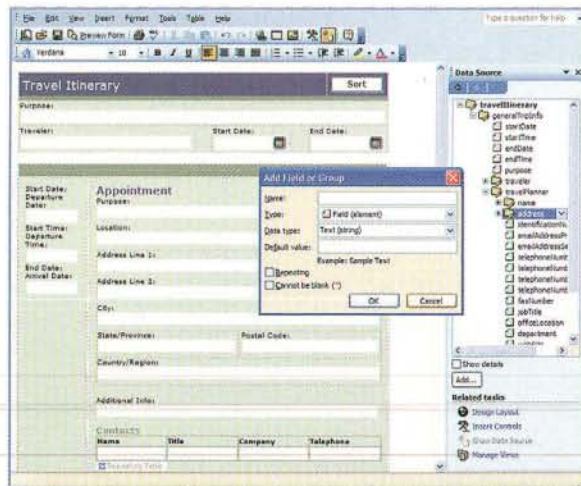 File Edit View Insert Format Tools Table Help
Type a question for help
Preview Form
Verdana 10 B I U
Travel Itinerary
Sort
Purpose:
Traveler:
Start Date:
End Date:
Start Date:
Departure Date:
Start Time:
Departure Time:
End Date:
Arrival Date:
Appointment
Purpose:
Location:
Address Line 1:
Address Line 2:
City:
State/Province:
Postal Code:
Country/Region:
Additional Info:
Contacts
Name Title Company Telephone
Repeating Table
Add Field or Group
Name:
Type: Field (element)
Data type: Text (string)
Default value:
Example: Sample Text
Repeating
Cannot be blank (*)
OK Cancel
Data Source
travelItinerary
generalTripInfo
startDate
startTime
endDate
endTime
purpose
traveler
travelPlanner
name
address
identificationN
emailAddressPr
emailAddressSe
telephoneNumb
telephoneNumb
telephoneNumb
telephoneNumb
faxNumber
jobTitle
officeLocation
department
Show details
Add...
Related tasks
Design Layout
Insert Controls
Show Data Source
Manage Views